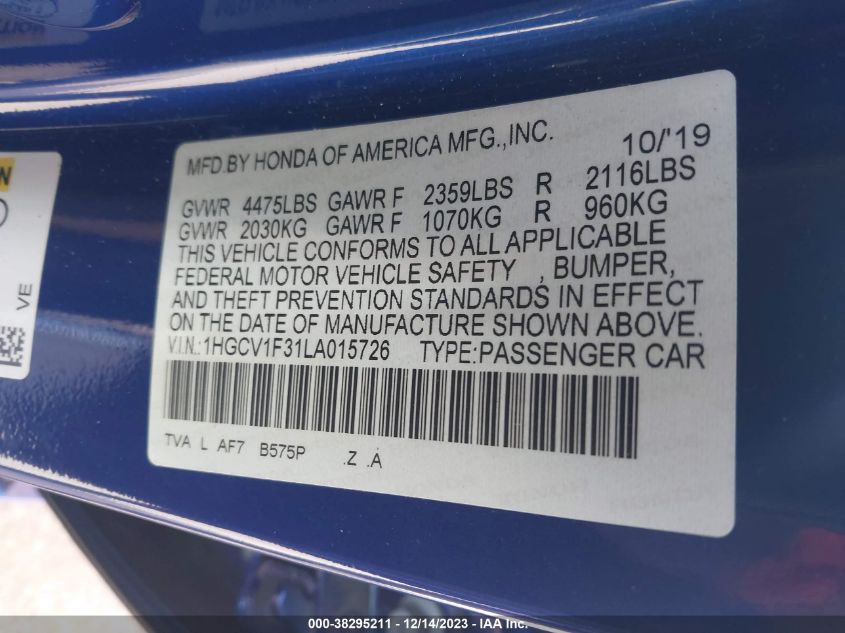 MFD.BY HONDA OF AMERICA MFG.,INC. 10/'19
GVWR 4475LBS GAWR F 2359LBS R 2116LBS
GVWR 2030KG GAWR F 1070KG R 960KG
THIS VEHICLE CONFORMS TO ALL APPLICABLE
FEDERAL MOTOR VEHICLE SAFETY , BUMPER,
AND THEFT PREVENTION STANDARDS IN EFFECT
ON THE DATE OF MANUFACTURE SHOWN ABOVE.
V.I.N.:1HGCV1F31LA015726 TYPE:PASSENGER CAR
TVA L AF7 B575P .Z .A
VE
000-38295211 - 12/14/2023 - IAA Inc.